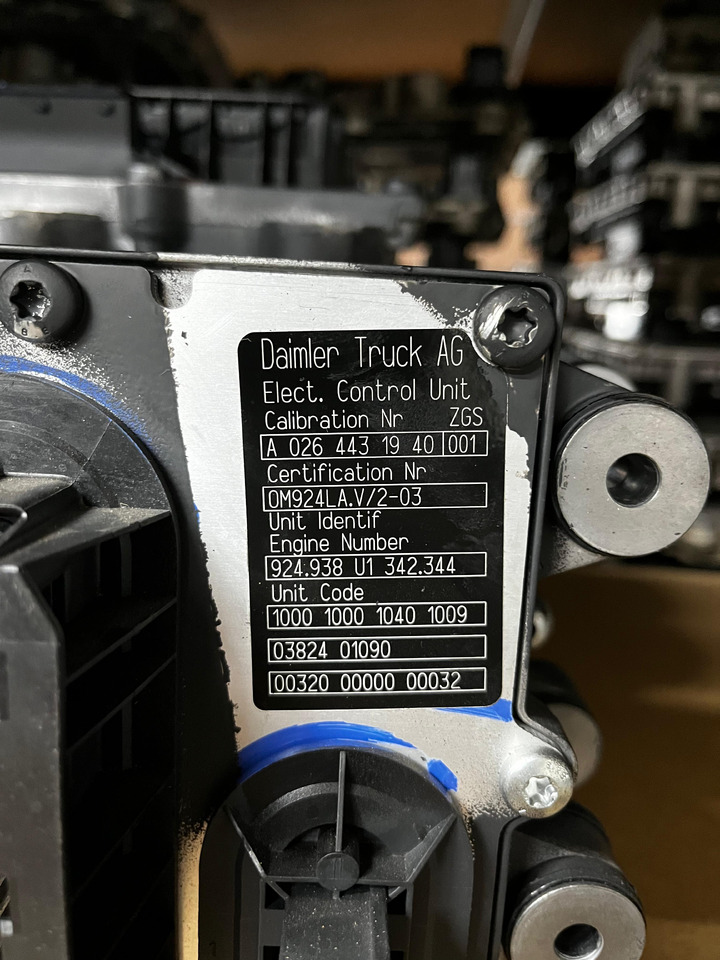 Daimler Truck AG
Elect. Control Unit
Calibration Nr ZGS
A 026 443 19 40 001
Certification Nr
OM924LA.V/2-03
Unit Identif
Engine Number
924.938 U1 342.344
Unit Code
1000 1000 1040 1009
03824 01090
00320 00000 00032